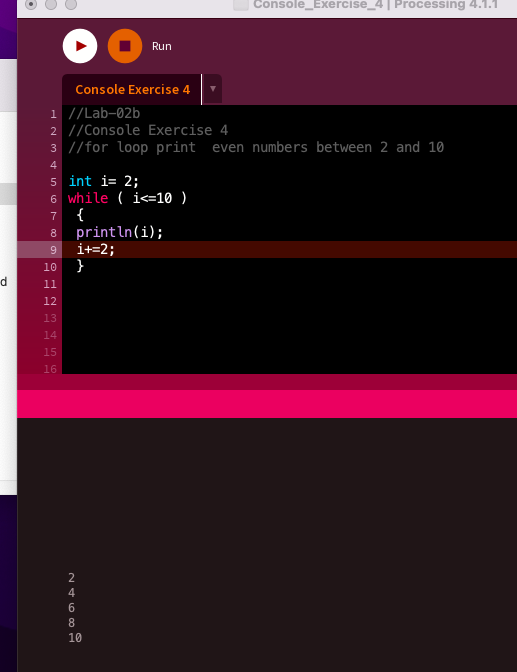 Console_Exercise_4 | Processing 4.1.1
Run
Console Exercise 4 ▼
1 //Lab-02b
2 //Console Exercise 4
3 //for loop print  even numbers between 2 and 10
4
5 int i= 2;
6 while ( i<=10 )
7  {
8  println(i);
9  i+=2;
10  }
11
12
13
14
15
16
d
2
4
6
8
10